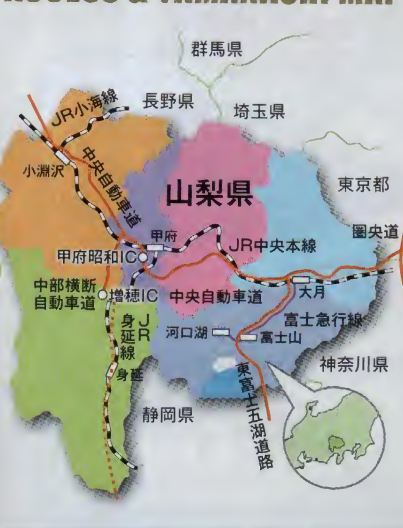 ACCESS & YAMANASHI MAP
群馬県
長野県
埼玉県
JR小海線
小淵沢
中央自動車道
山梨県
東京都
圏央道
甲府
JR中央本線
甲府昭和IC
中部横断
自動車道
増穂IC
中央自動車道
大月
JR
身延線
河口湖
富士急行線
富士山
身延
東富士五湖道路
神奈川県
静岡県